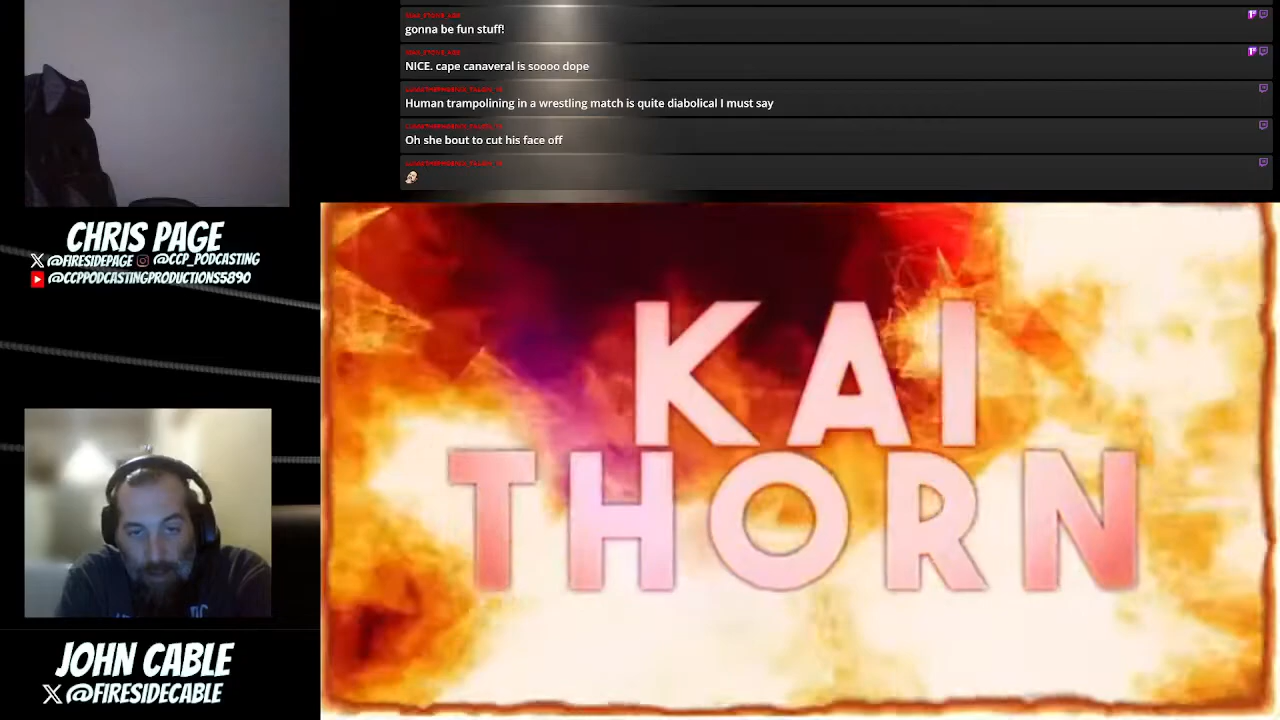 gonna be fun stuff!
NICE. cape canaveral is soooo dope
Human trampolining in a wrestling match is quite diabolical I must say
Oh she bout to cut his face off
CHRIS PAGE
@FIRESIDEPAGE @CCP_PODCASTING
@CCPPODCASTINGPRODUCTIONS5890
KAI
THORN
JOHN CABLE
@FIRESIDECABLE